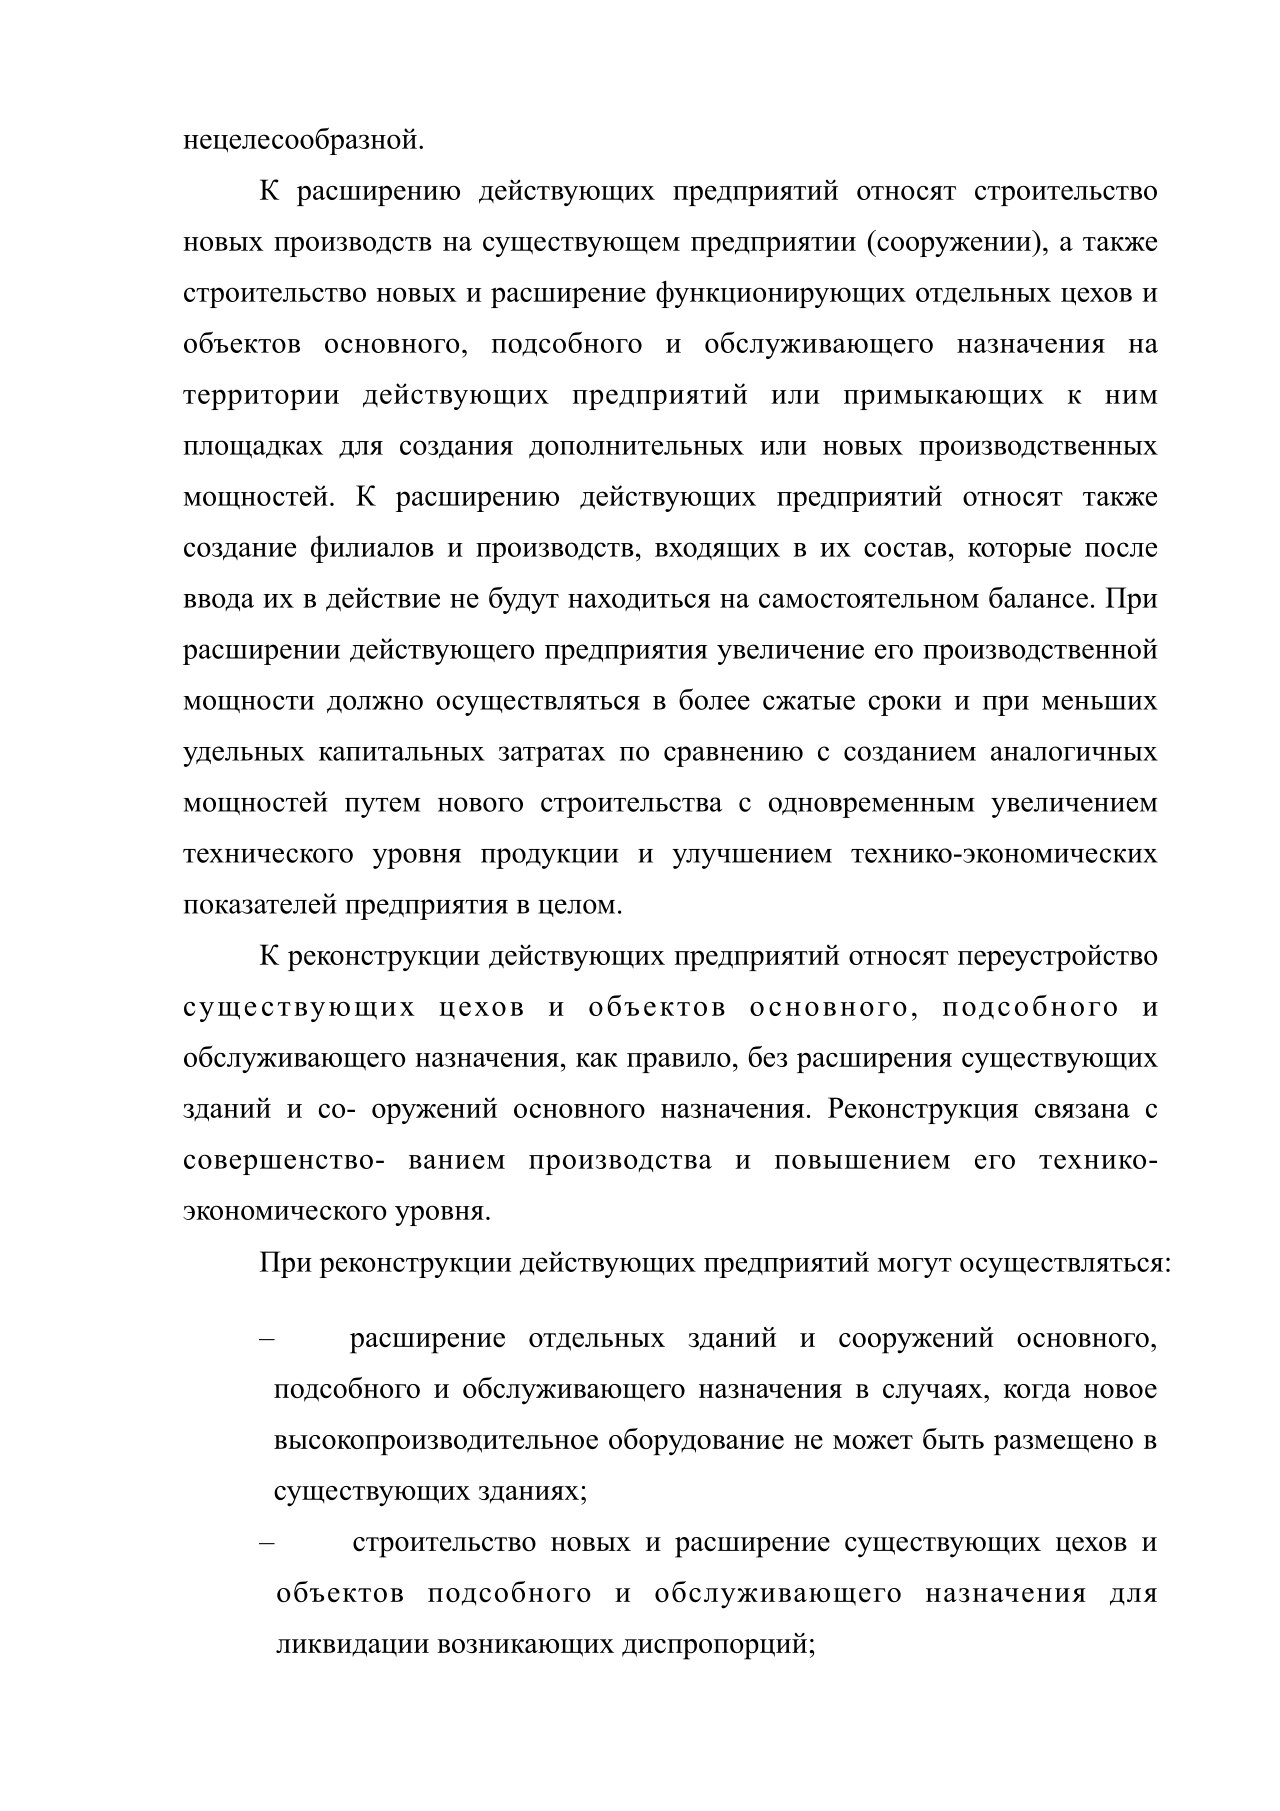 нецелесообразной.
К расширению действующих предприятий относят строительство
новых производств на существующем предприятии (сооружении), а также
строительство новых и расширение функционирующих отдельных цехов и
объектов основного, подсобного и обслуживающего назначения на
территории действующих предприятий или примыкающих к ним
площадках для создания дополнительных или новых производственных
мощностей. К расширению действующих предприятий относят также
создание филиалов и производств, входящих в их состав, которые после
ввода их в действие не будут находиться на самостоятельном балансе. При
расширении действующего предприятия увеличение его производственной
мощности должно осуществляться в более сжатые сроки и при меньших
удельных капитальных затратах по сравнению с созданием аналогичных
мощностей путем нового строительства с одновременным увеличением
технического уровня продукции и улучшением технико-экономических
показателей предприятия в целом.
К реконструкции действующих предприятий относят переустройство
существующих цехов и объектов основного, подсобного и
обслуживающего назначения, как правило, без расширения существующих
зданий и со- оружений основного назначения. Реконструкция связана с
совершенство- ванием производства и повышением его технико-
экономического уровня.
При реконструкции действующих предприятий могут осуществляться:
– расширение отдельных зданий и сооружений основного,
подсобного и обслуживающего назначения в случаях, когда новое
высокопроизводительное оборудование не может быть размещено в
существующих зданиях;
– строительство новых и расширение существующих цехов и
объектов подсобного и обслуживающего назначения для
ликвидации возникающих диспропорций;